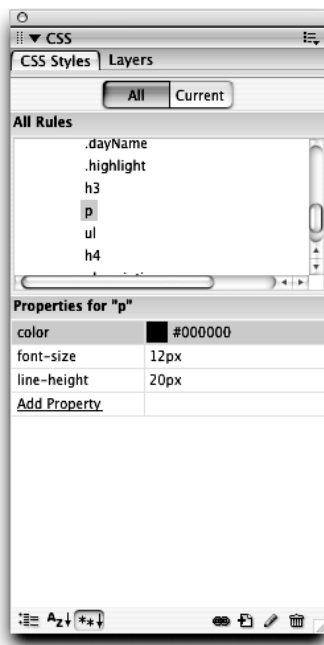 CSS
CSS Styles Layers
All Current
All Rules
.dayName
.highlight
h3
p
ul
h4
Properties for "p"
color #000000
font-size 12px
line-height 20px
Add Property
Az↓ **↓